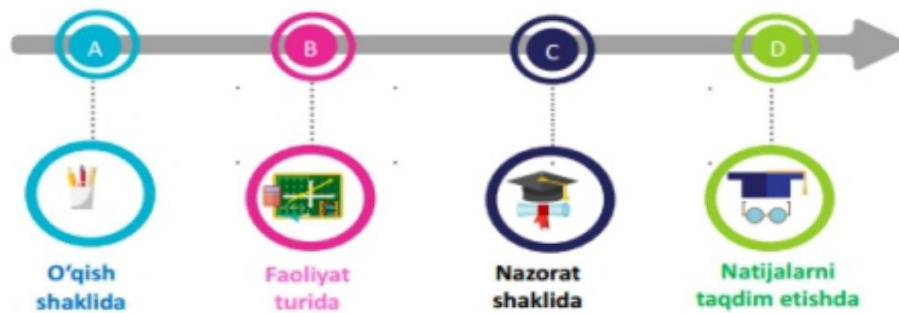 A B C D
O‘qish
shaklida
Faoliyat
turida
Nazorat
shaklida
Natijalarni
taqdim etishda